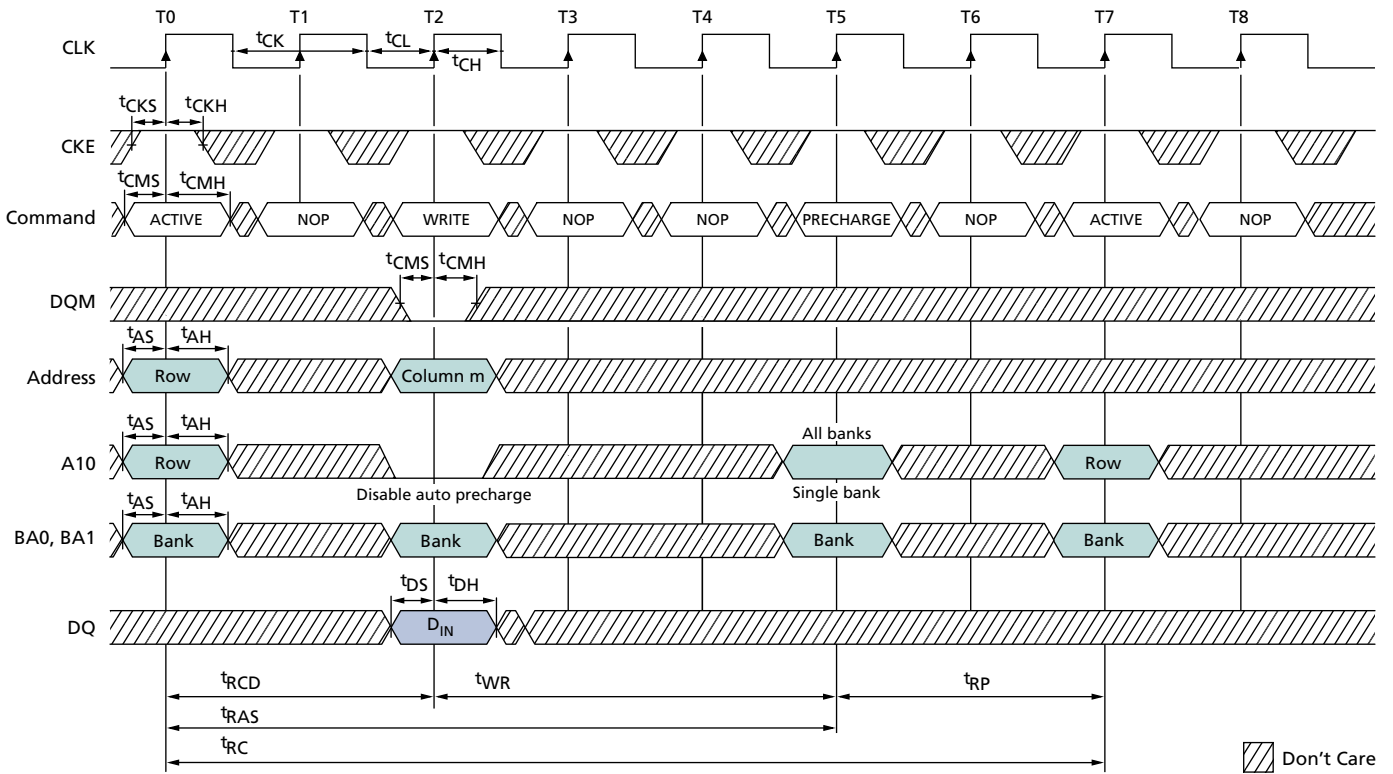 T0 T1 T2 T3 T4 T5 T6 T7 T8
CLK
tCK tCL
tCH
tCKS tCKH
CKE
tCMS tCMH
Command ACTIVE NOP WRITE NOP NOP PRECHARGE NOP ACTIVE NOP
tCMS tCMH
DQM
tAS tAH
Address Row Column m
tAS tAH All banks
A10 Row Row
Disable auto precharge Single bank
tAS tAH
BA0, BA1 Bank Bank Bank Bank
tDS tDH
DQ DIN
tRCD tWR tRP
tRAS
tRC
Don't Care